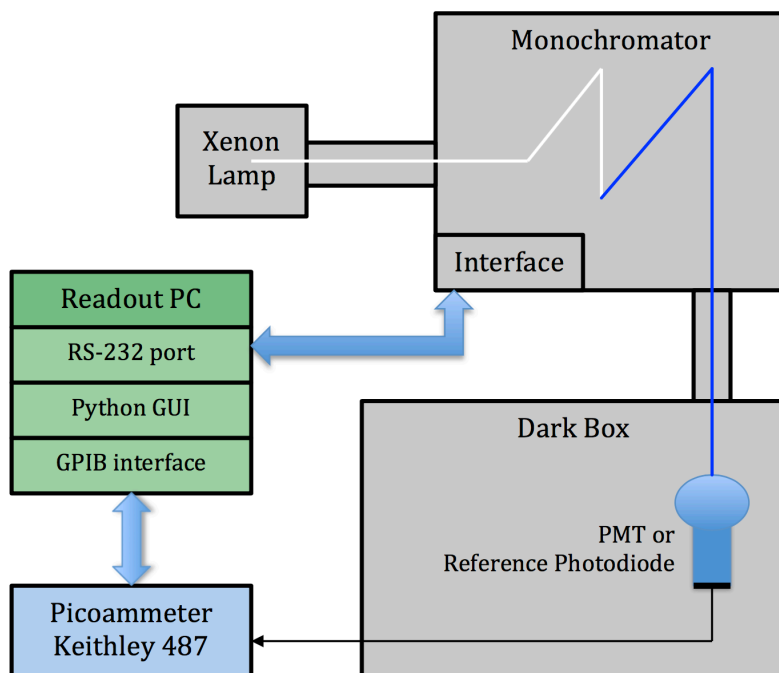 Monochromator
Xenon
Lamp
Interface
Readout PC
RS-232 port
Python GUI
GPIB interface
Dark Box
PMT or
Reference Photodiode
Picoammeter
Keithley 487